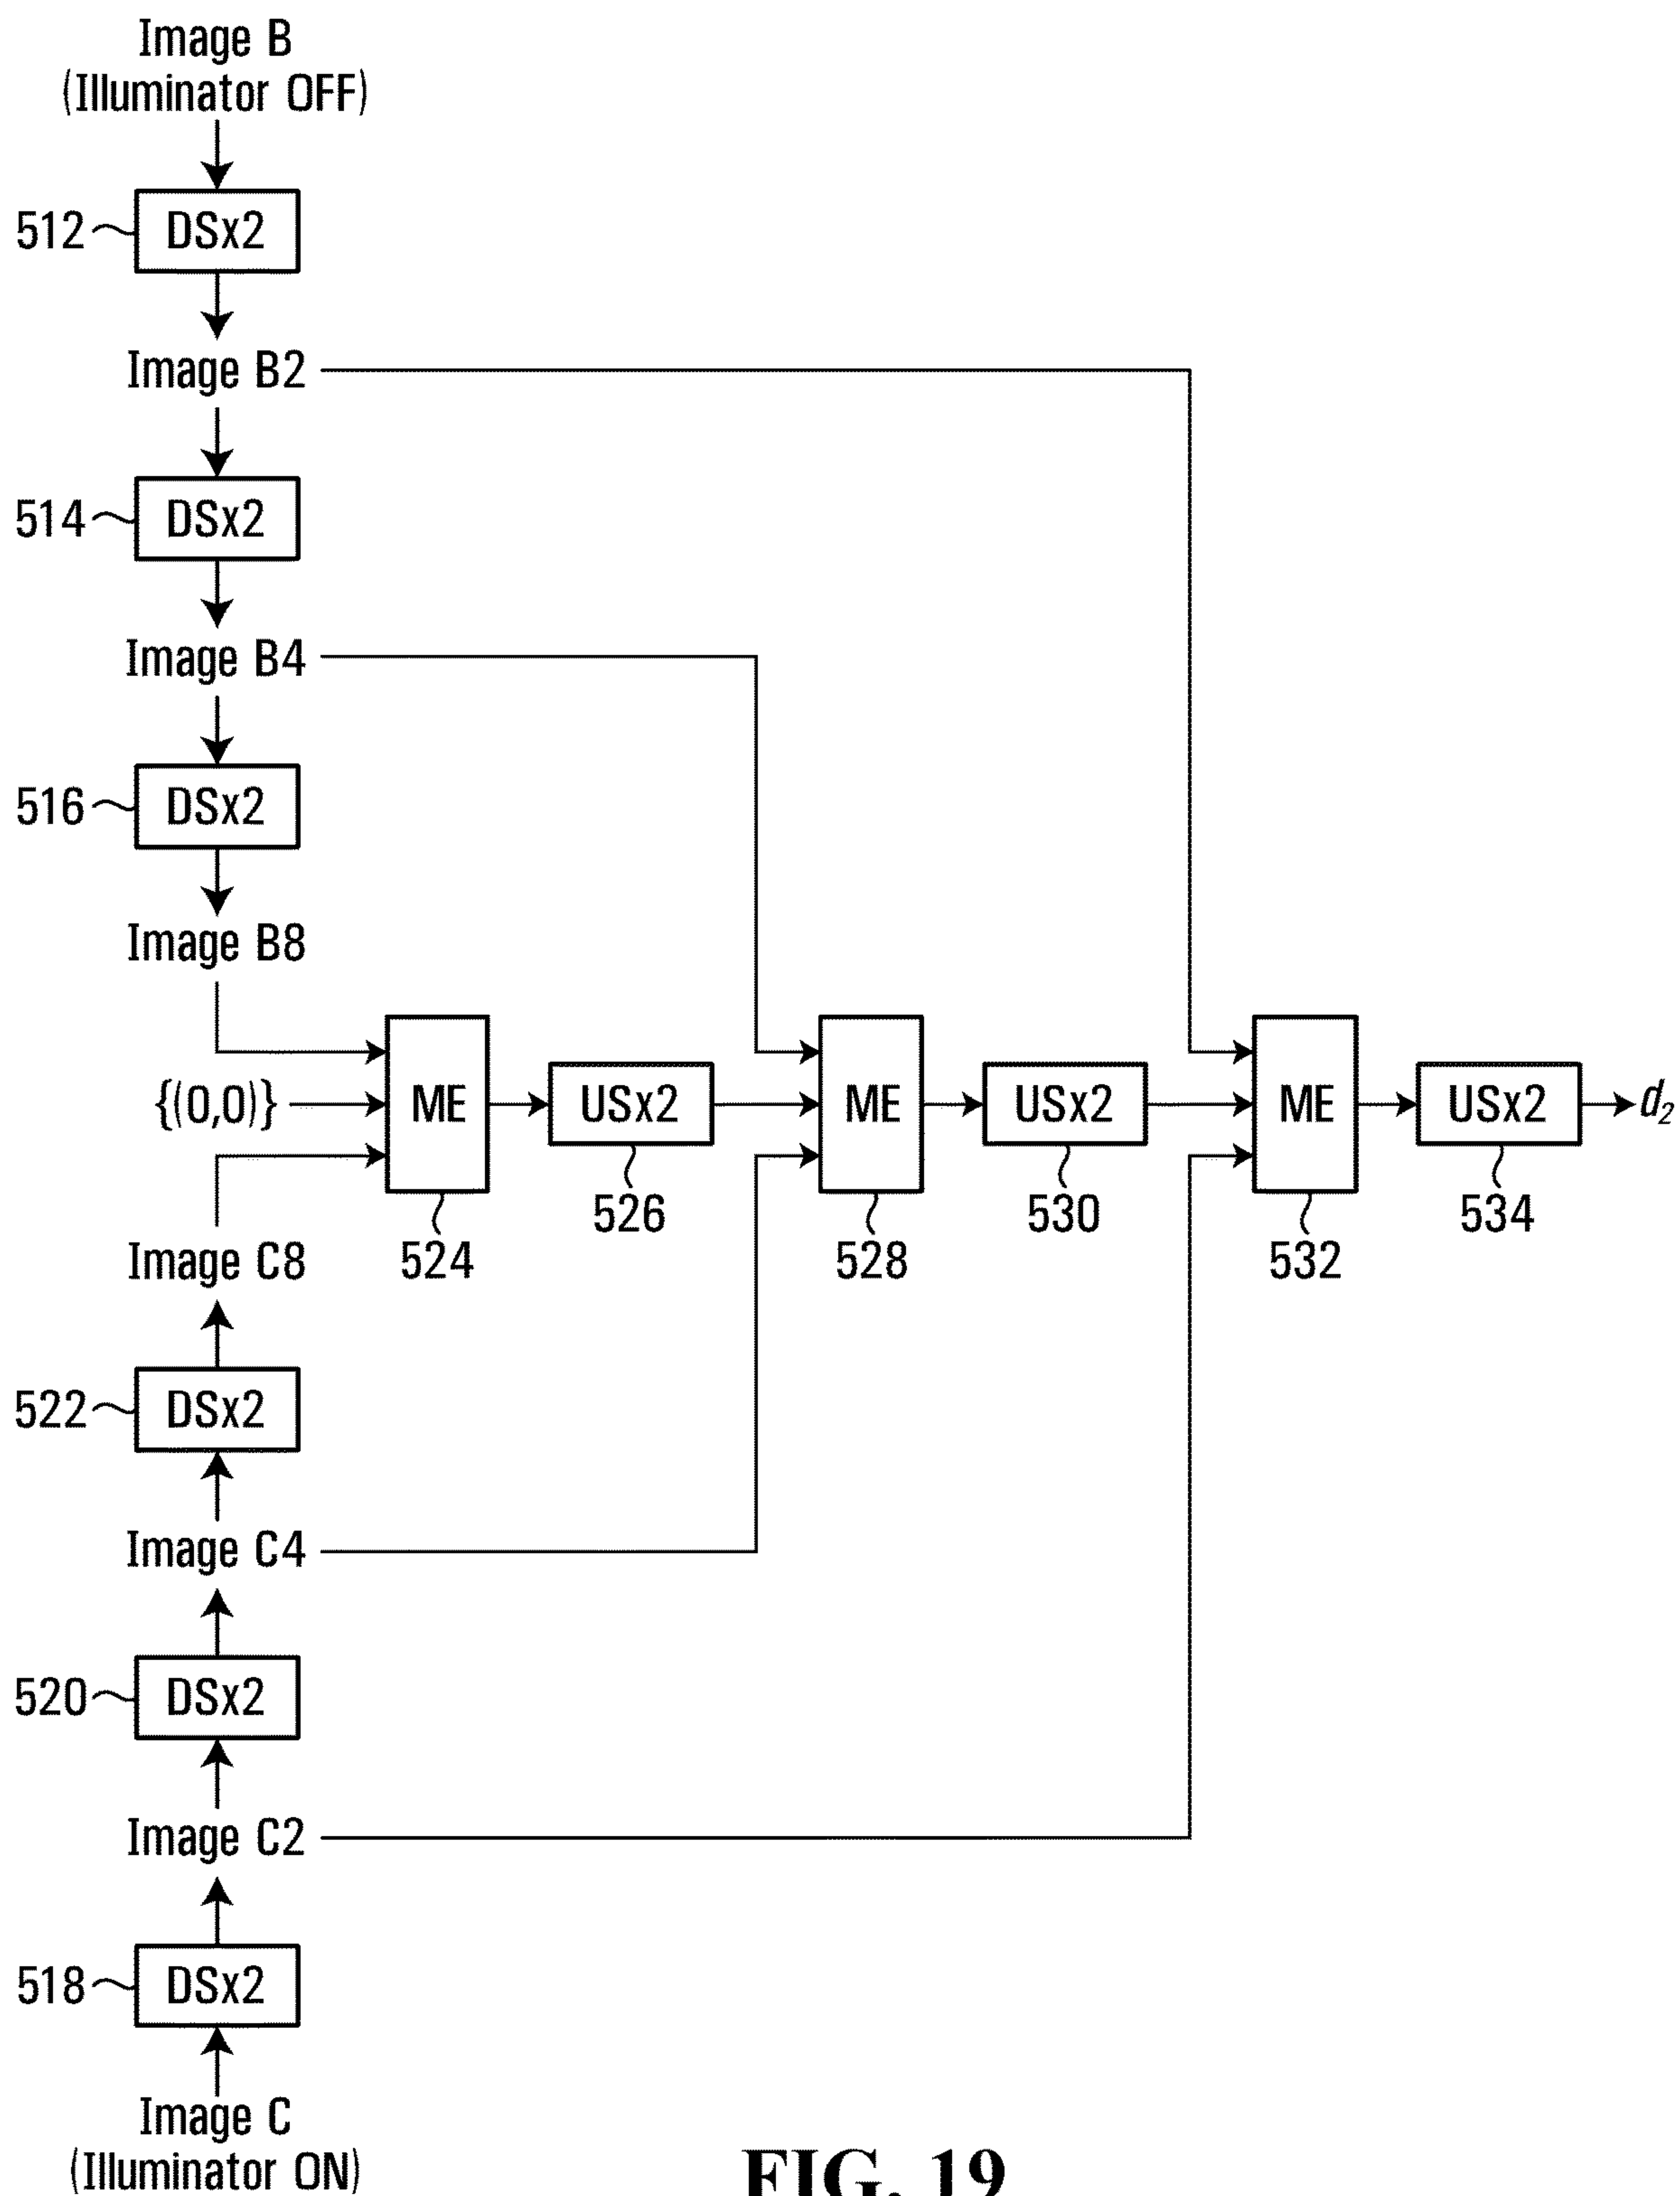 Image B
(Illuminator OFF)
512
DSx2
Image B2
514
DSx2
Image B4
516
DSx2
Image B8
{(0,0)}
ME
USx2
ME
USx2
ME
USx2
d2
526
530
534
524
528
532
Image C8
522
DSx2
Image C4
520
DSx2
Image C2
518
DSx2
Image C
(Illuminator ON)
FIG. 19